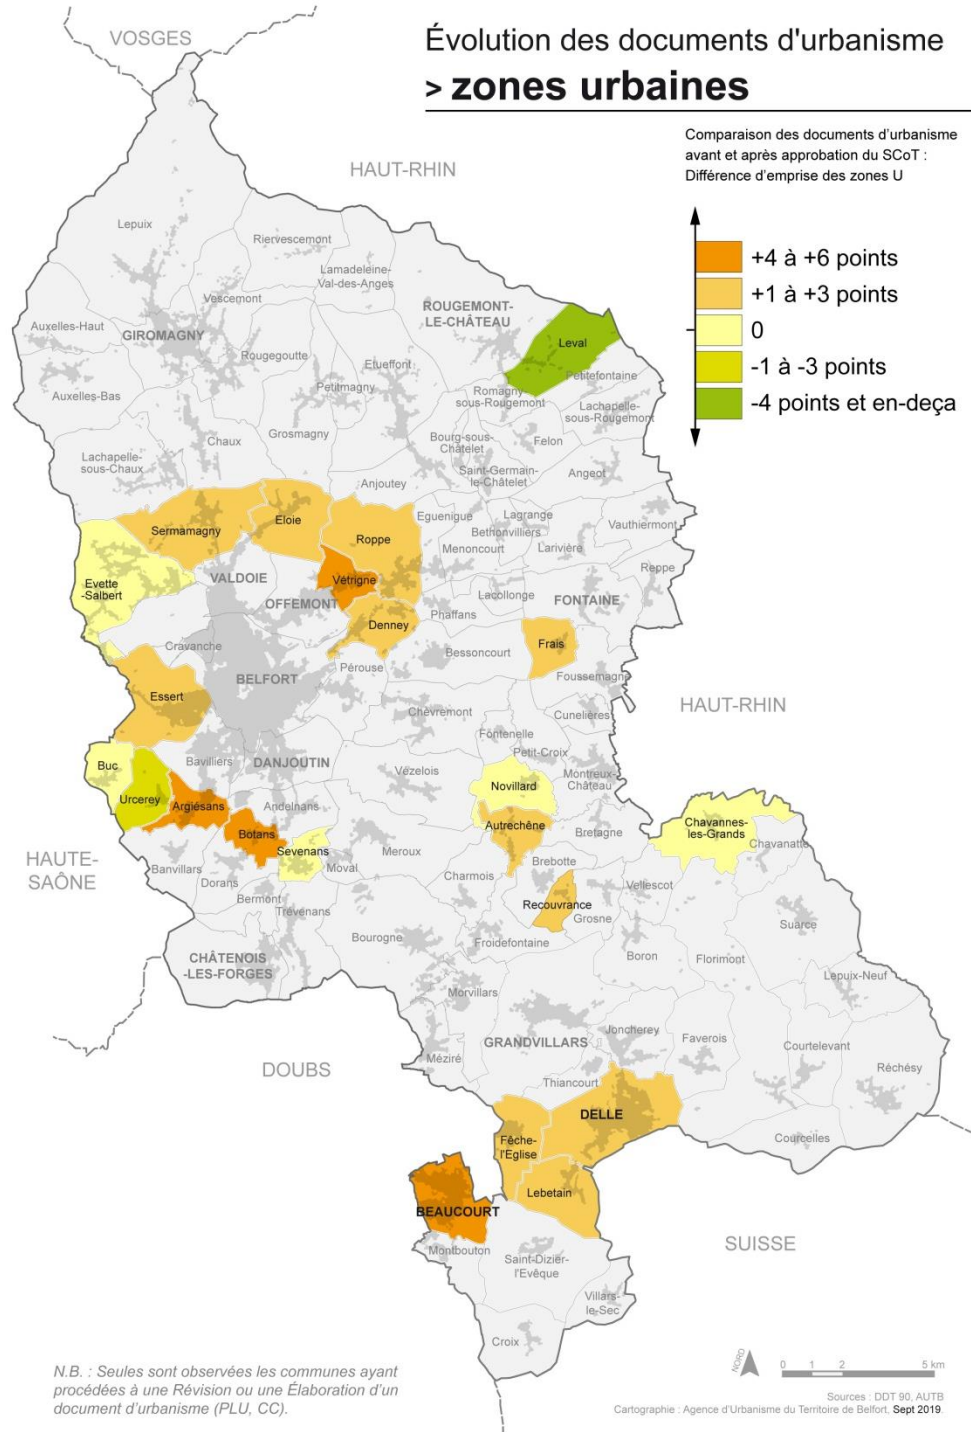 VOSGES
Évolution des documents d'urbanisme
> zones urbaines
Comparaison des documents d'urbanisme
avant et après approbation du SCoT :
Différence d'emprise des zones U
+4 à +6 points
+1 à +3 points
0
-1 à -3 points
-4 points et en-deça
HAUT-RHIN
Lepuix
Riervescemont
Lamadeleine-
Val-des-Anges
Vescemont
ROUGEMONT-
LE-CHÂTEAU
Auxelles-Haut
GIROMAGNY
Rougegoutte
Leval
Etueffont
Petitefontaine
Auxelles-Bas
Petitmagny
Romagny-
sous-Rougemont
Lachapelle-
sous-Rougemont
Chaux
Grosmagny
Bourg-sous-
Châtelet
Felon
Lachapelle-
sous-Chaux
Saint-Germain-
le-Châtelet
Angeot
Anjoutey
Sermamagny
Eloie
Eguenigue
Lagrange
Bethonvilliers
Vauthiermont
Roppe
Menoncourt
Larivière
Reppe
Evette
-Salbert
VALDOIE
Vétrigne
OFFEMONT
Lacollonge
FONTAINE
Denney
Phaffans
Cravanche
Bessoncourt
Frais
Pérouse
BELFORT
Foussemagne
Essert
Chèvremont
Cunelières
HAUT-RHIN
Fontenelle
Petit-Croix
Buc
Bavilliers
DANJOUTIN
Vézelois
Montreux-
Château
Novillard
Urcerey
Argiésans
Andelnans
Autrechêne
Bretagne
Chavannes-
les-Grands
Chavanatte
Botans
Sevenans
HAUTE-
SAÔNE
Banvillars
Moval
Meroux
Brebotte
Dorans
Charmois
Vellescot
Bermont
Recouvrance
Grosne
Trévenans
Suarce
Bourogne
Froidefontaine
Boron
Florimont
CHÂTENOIS
-LES-FORGES
Lepuix-Neuf
Morvillars
Joncherey
GRANDVILLARS
Faverois
Courtelevant
Méziré
Réchésy
DOUBS
Thiancourt
DELLE
Fêche-
l'Eglise
Courcelles
Lebetain
BEAUCOURT
SUISSE
Montbouton
Saint-Dizier-
l'Evêque
Villars-
le-Sec
Croix
N.B. : Seules sont observées les communes ayant
procédées à une Révision ou une Élaboration d'un
document d'urbanisme (PLU, CC).
NORD
0 1 2 5 km
Sources : DDT 90, AUTB
Cartographie : Agence d'Urbanisme du Territoire de Belfort, Sept 2019.